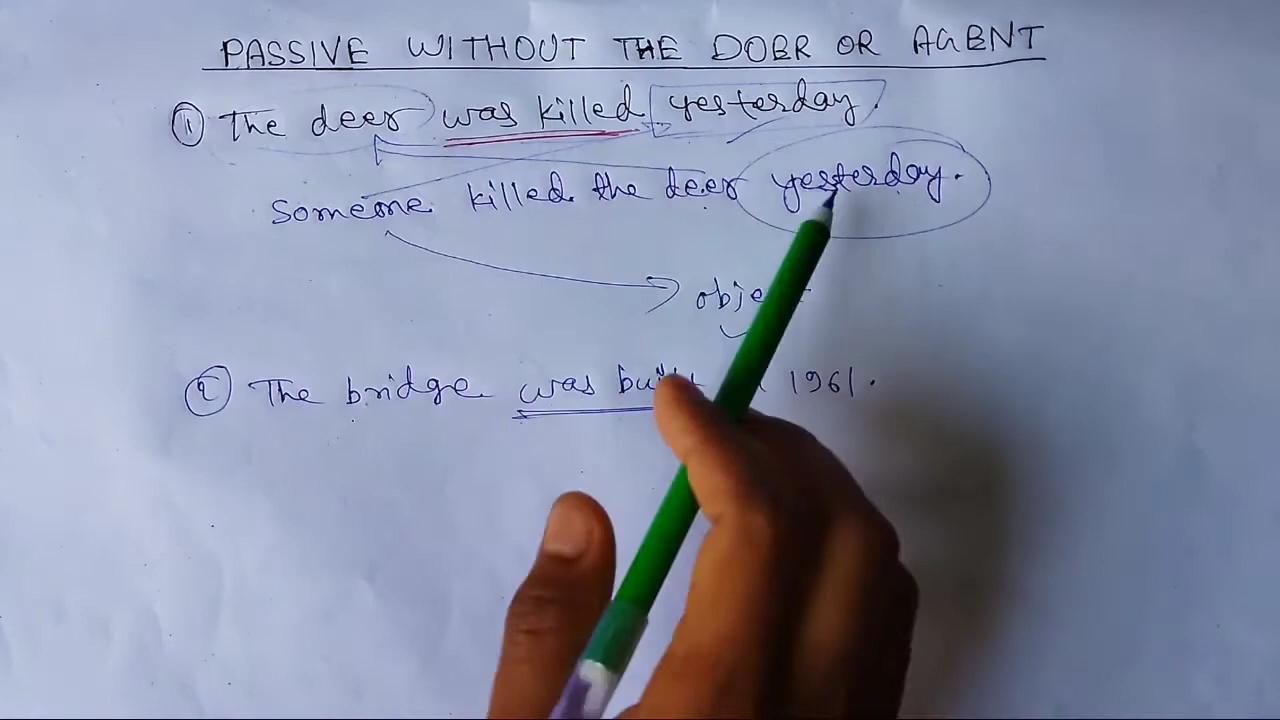 PASSIVE WITHOUT THE DOER OR AGENT
① The deer was killed yesterday.
Someone killed the deer yesterday.
② The bridge was 1961.